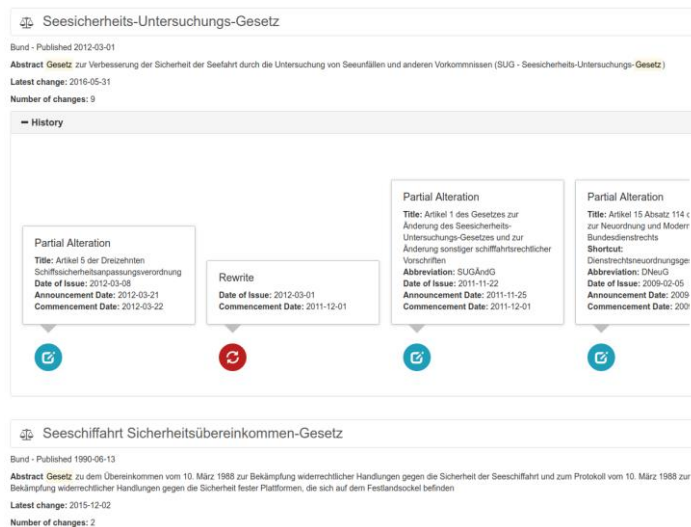 Seesicherheits-Untersuchungs-Gesetz
Bund - Published 2012-03-01
Abstract Gesetz zur Verbesserung der Sicherheit der Seefahrt durch die Untersuchung von Seeunfällen und anderen Vorkommnissen (SUG - Seesicherheits-Untersuchungs-Gesetz)
Latest change: 2016-05-31
Number of changes: 9
History
Partial Alteration
Title: Artikel 5 der Dreizehnten
Schiffssicherheitsanpassungsverordnung
Date of Issue: 2012-03-08
Announcement Date: 2012-03-21
Commencement Date: 2012-03-22
Rewrite
Date of Issue: 2012-03-01
Commencement Date: 2011-12-01
Partial Alteration
Title: Artikel 1 des Gesetzes zur
Änderung des Seesicherheits-
Untersuchungs-Gesetzes und zur
Änderung sonstiger schifffahrtsrechtlicher
Vorschriften
Abbreviation: SUGÄndG
Date of Issue: 2011-11-22
Announcement Date: 2011-11-25
Commencement Date: 2011-12-01
Partial Alteration
Title: Artikel 15 Absatz 114
zur Neuordnung und Modern
Bundesdienstrechts
Shortcut:
Dienstrechtsneuordnungsges
Abbreviation: DNeuG
Date of Issue: 2009-02-05
Announcement Date: 2009
Commencement Date: 2009
Seeschiffahrt Sicherheitsübereinkommen-Gesetz
Bund - Published 1990-06-13
Abstract Gesetz zu dem Übereinkommen vom 10. März 1988 zur Bekämpfung widerrechtlicher Handlungen gegen die Sicherheit der Seeschiffahrt und zum Protokoll vom 10. März 1988 zur
Bekämpfung widerrechtlicher Handlungen gegen die Sicherheit fester Plattformen, die sich auf dem Festlandsockel befinden
Latest change: 2015-12-02
Number of changes: 2